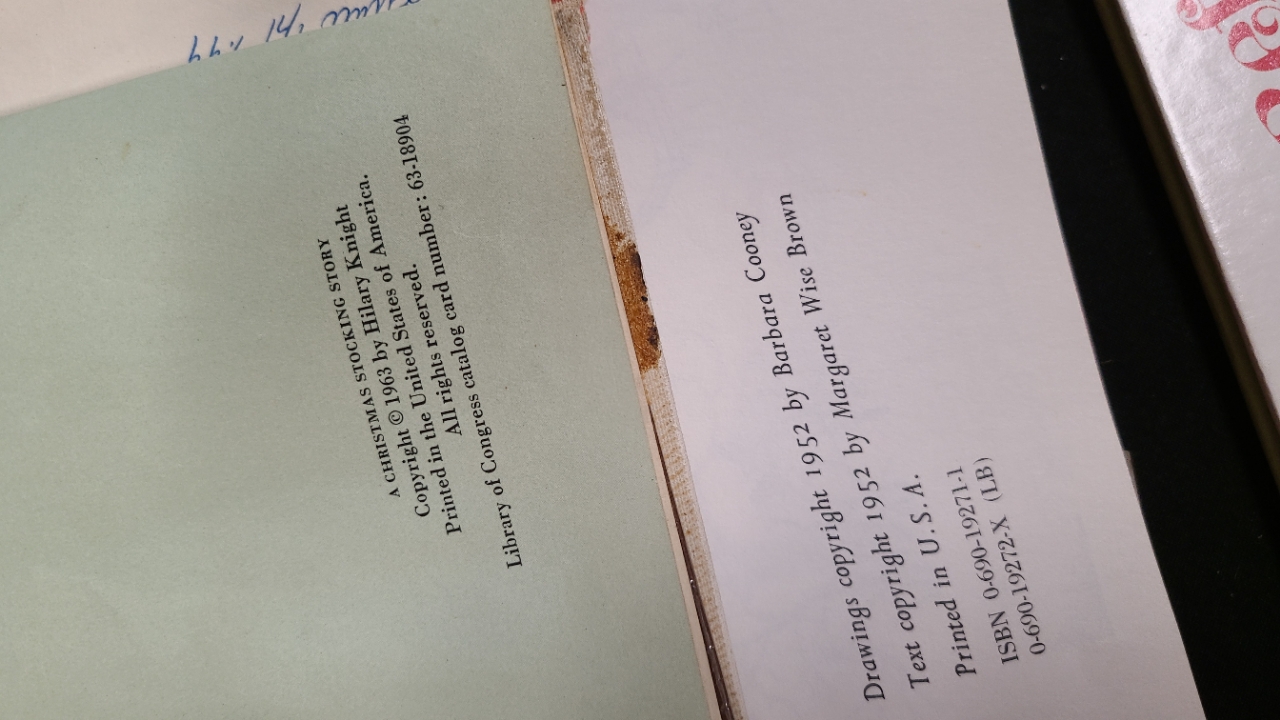 A CHRISTMAS STOCKING STORY
Copyright © 1963 by Hilary Knight
Printed in the United States of America.
All rights reserved.
Library of Congress catalog card number: 63-18904
Drawings copyright 1952 by Barbara Cooney
Text copyright 1952 by Margaret Wise Brown
Printed in U.S.A.
ISBN 0-690-19271-1
0-690-19272-X (LB)